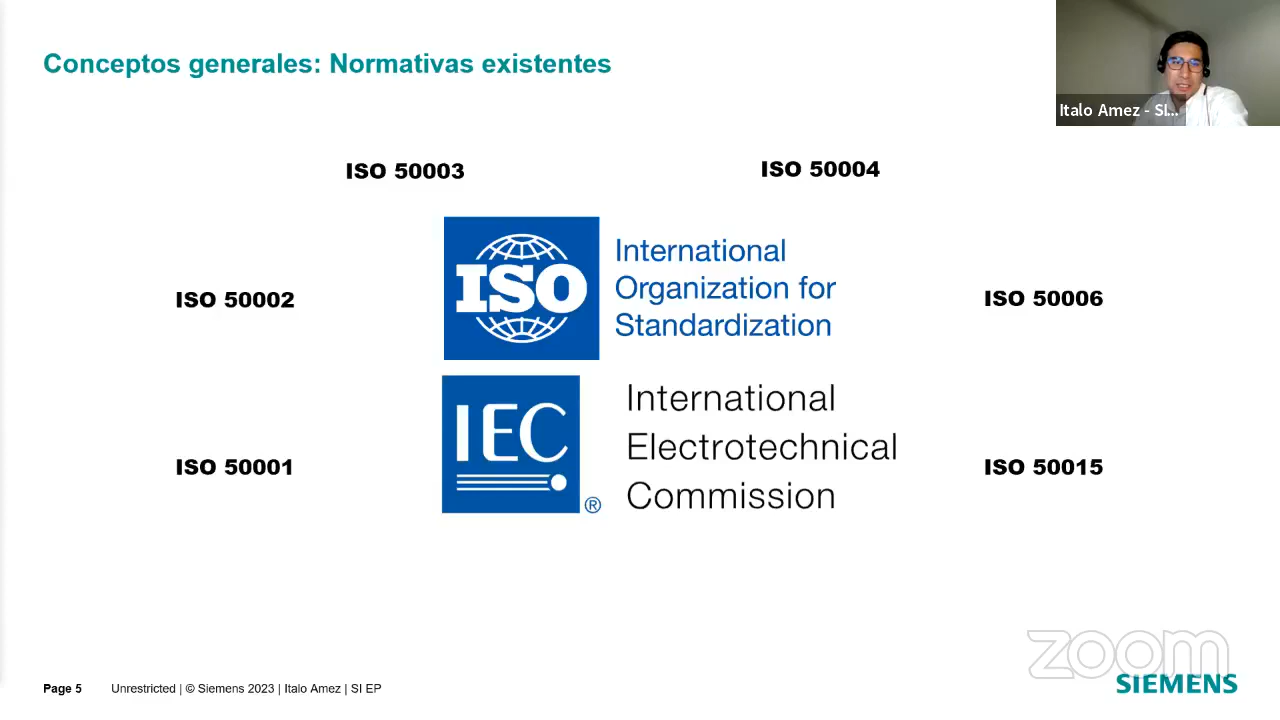 Conceptos generales: Normativas existentes
Italo Amez - SI...
ISO 50003
ISO 50004
ISO
International
Organization for
Standardization
ISO 50002
ISO 50006
IEC
®
International
Electrotechnical
Commission
ISO 50001
ISO 50015
zoom
SIEMENS
Page 5
Unrestricted | © Siemens 2023 | Italo Amez | SI EP